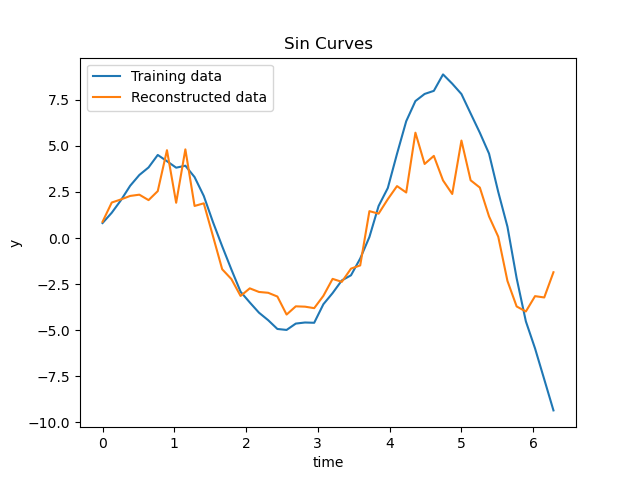 Sin Curves
Training data
Reconstructed data
7.5
5.0
2.5
0.0
−2.5
−5.0
−7.5
−10.0
y
0 1 2 3 4 5 6
time